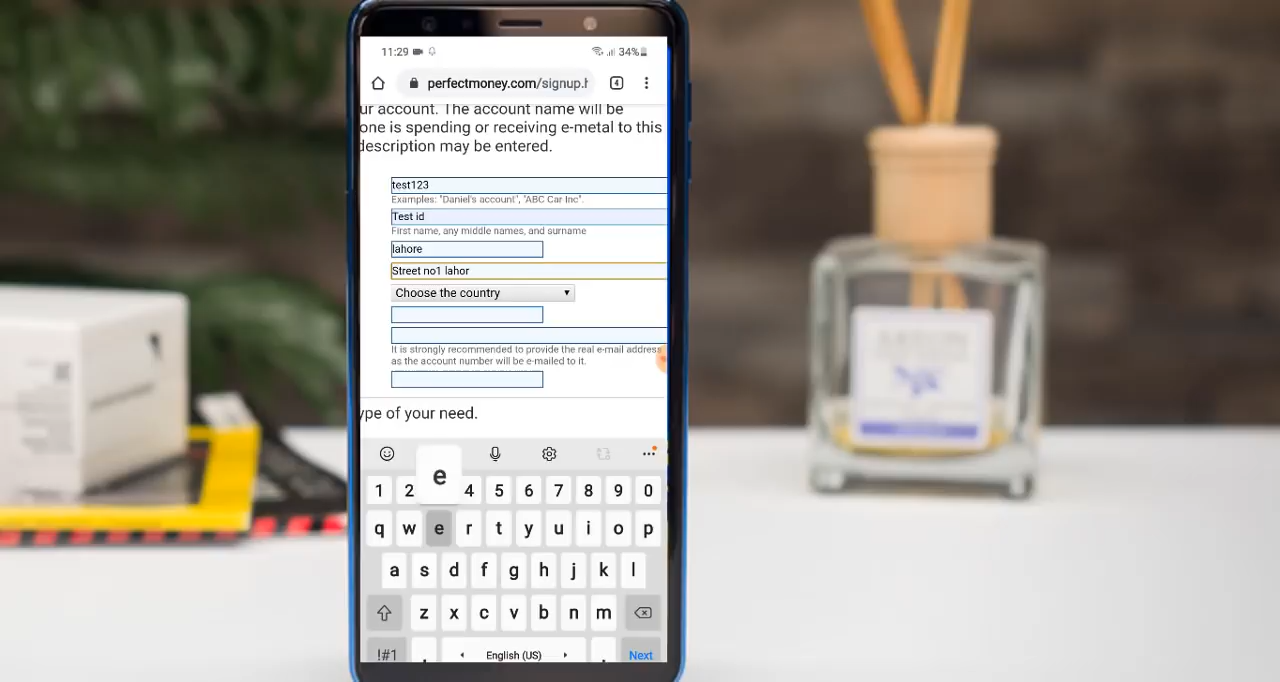 11:29
34%
perfectmoney.com/signup.h
4
ur account. The account name will be
one is spending or receiving e-metal to this
description may be entered.
test123
Examples: "Daniel's account", "ABC Car Inc".
Test id
First name, any middle names, and surname
lahore
Street no1 lahor
Choose the country
It is strongly recommended to provide the real e-mail address
as the account number will be e-mailed to it.
ype of your need.
e
1 2 4 5 6 7 8 9 0
q w e r t y u i o p
a s d f g h j k l
z x c v b n m
!#1 , English (US) . Next